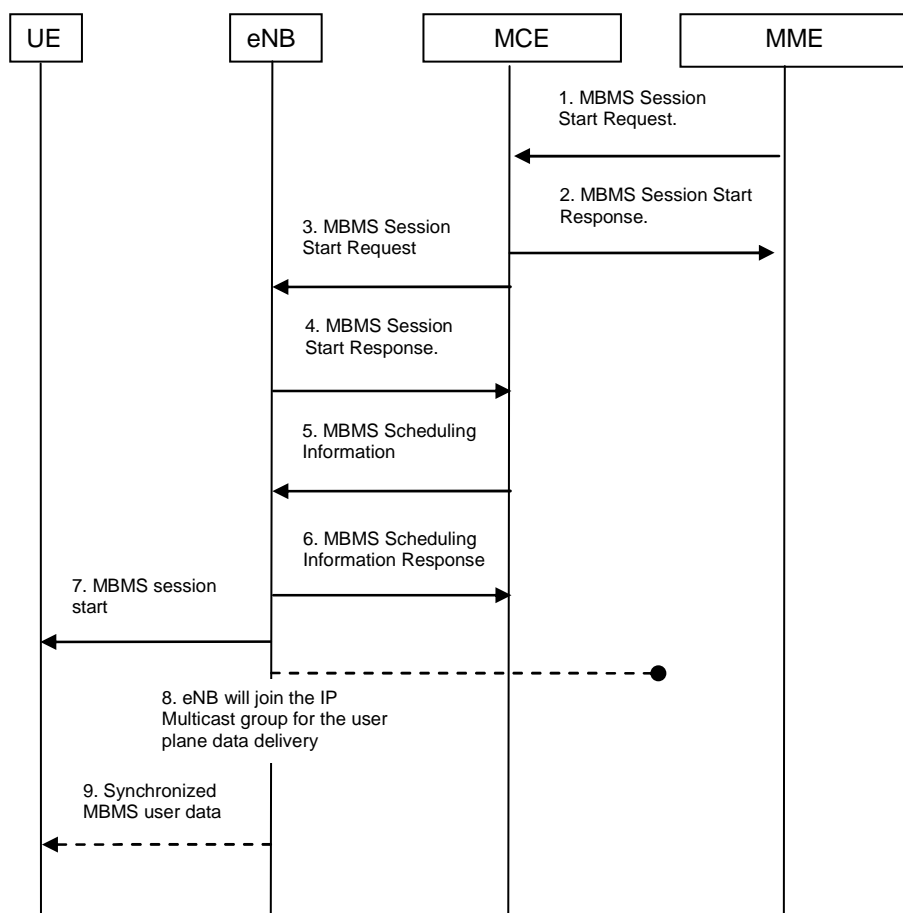 UE
eNB
MCE
MME
1. MBMS Session
Start Request.
2. MBMS Session Start
Response.
3. MBMS Session
Start Request
4. MBMS Session
Start Response.
5. MBMS Scheduling
Information
6. MBMS Scheduling
Information Response
7. MBMS session
start
8. eNB will join the IP
Multicast group for the user
plane data delivery
9. Synchronized
MBMS user data